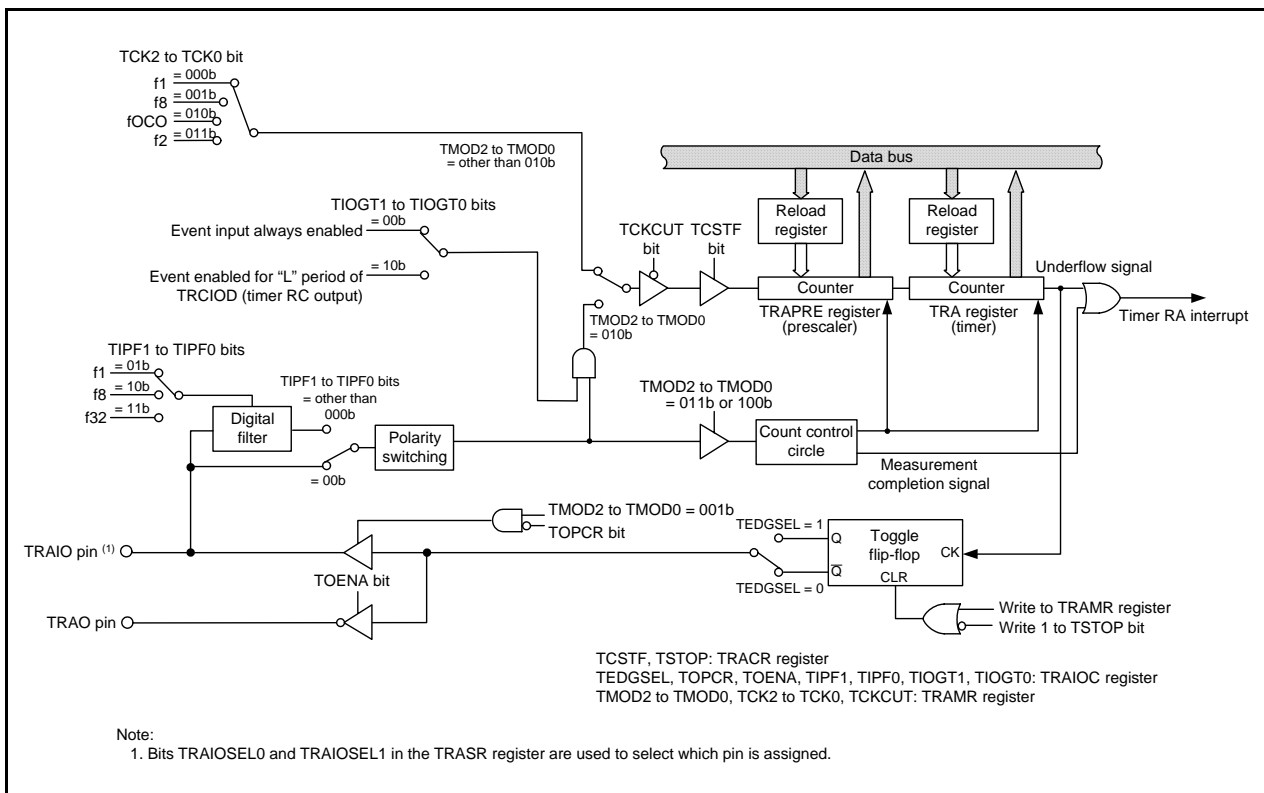 TCK2 to TCK0 bit
f1 = 000b
f8 = 001b
fOCO = 010b
f2 = 011b
TMOD2 to TMOD0
= other than 010b
Data bus
TIOGT1 to TIOGT0 bits
= 00b
Event input always enabled
= 10b
Event enabled for “L” period of
TRCIOD (timer RC output)
TCKCUT
bit
TCSTF
bit
Reload
register
Reload
register
Counter
Counter
Underflow signal
TRAPRE register
(prescaler)
TRA register
(timer)
Timer RA interrupt
TMOD2 to TMOD0
= 010b
TIPF1 to TIPF0 bits
f1 = 01b
f8 = 10b
f32 = 11b
TIPF1 to TIPF0 bits
= other than
000b
Digital
filter
= 00b
Polarity
switching
TMOD2 to TMOD0
= 011b or 100b
Count control
circle
Measurement
completion signal
TMOD2 to TMOD0 = 001b
TOPCR bit
TRAIO pin (1)
TOENA bit
TRAO pin
TEDGSEL = 1
TEDGSEL = 0
Q
Q̅
Toggle
flip-flop
CK
CLR
Write to TRAMR register
Write 1 to TSTOP bit
TCSTF, TSTOP: TRACR register
TEDGSEL, TOPCR, TOENA, TIPF1, TIPF0, TIOGT1, TIOGT0: TRAIOC register
TMOD2 to TMOD0, TCK2 to TCK0, TCKCUT: TRAMR register
Note:
1. Bits TRAIOSEL0 and TRAIOSEL1 in the TRASR register are used to select which pin is assigned.